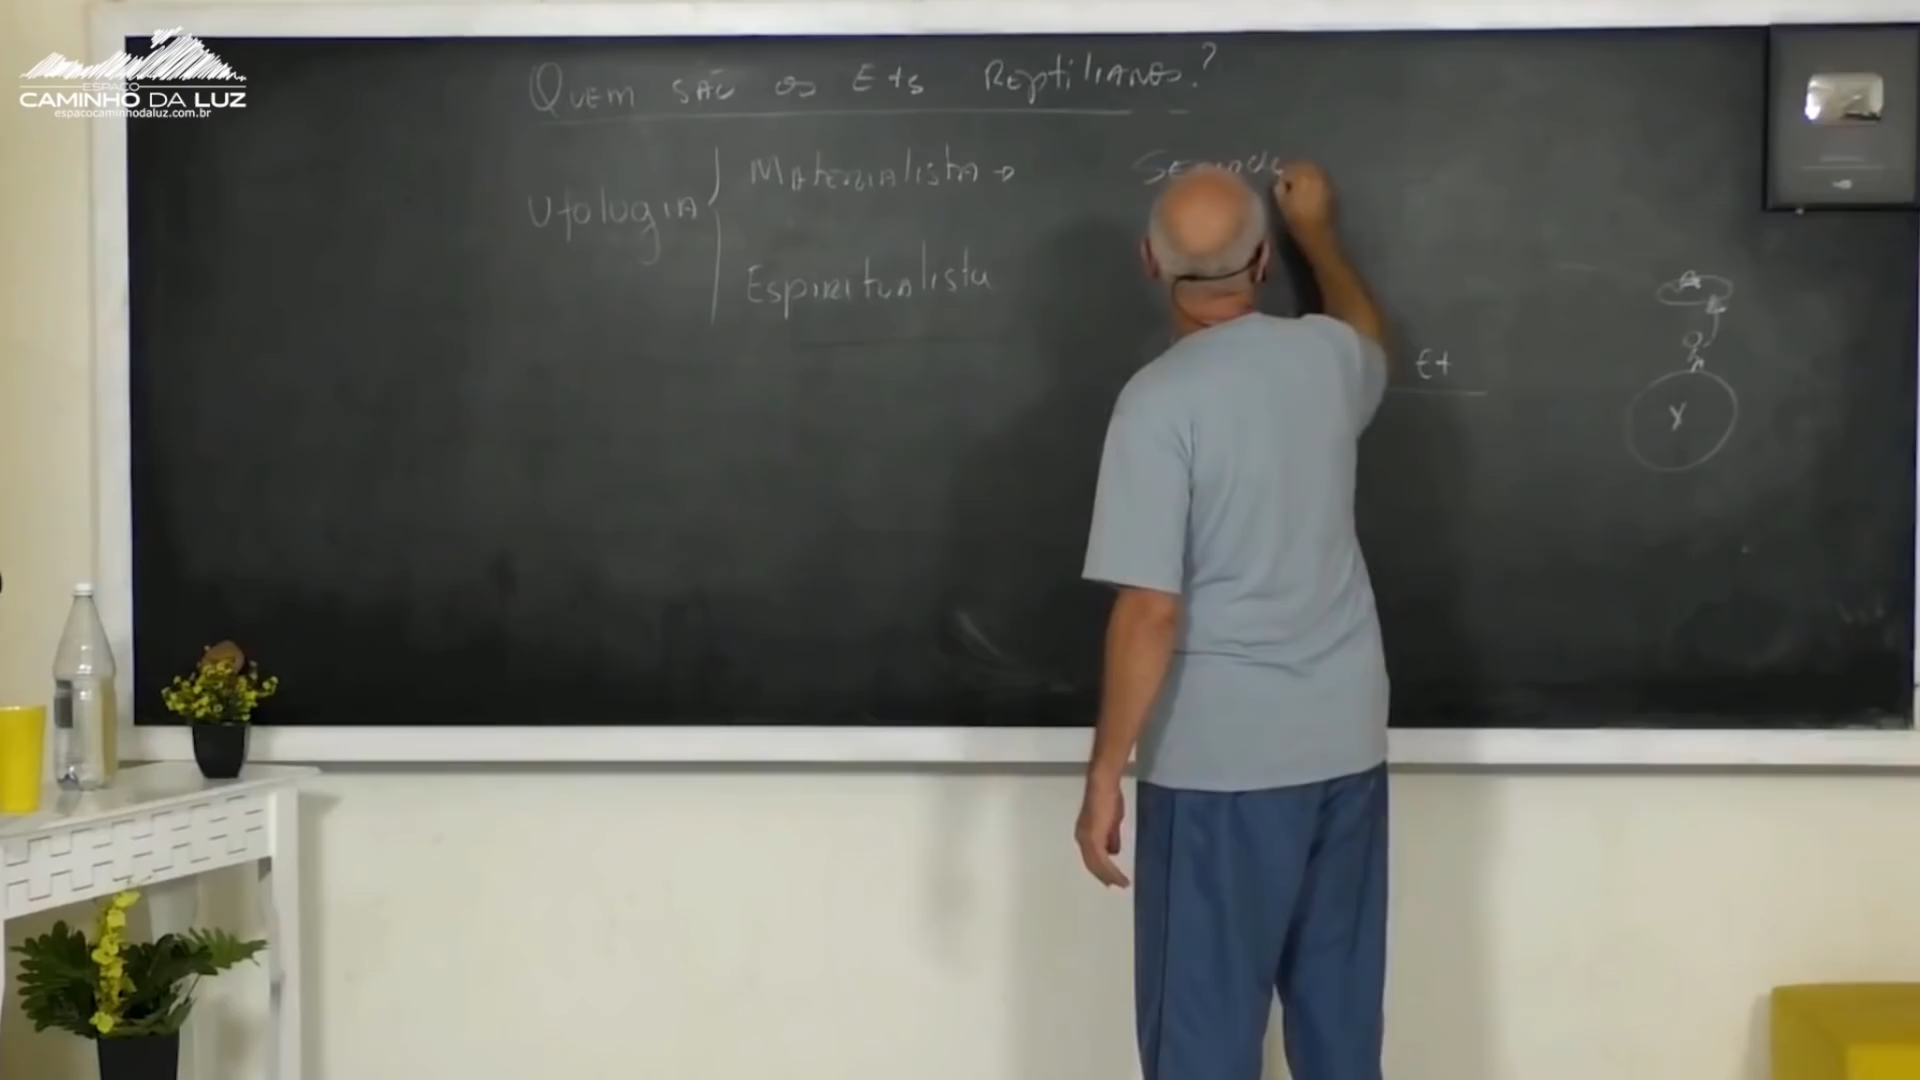 ESPAÇO
CAMINHO DA LUZ
espacocaminhodaluz.com.br
Quem são os Ets Reptilianos?
Ufologia
Materialista →
Espiritualista
Et
Y